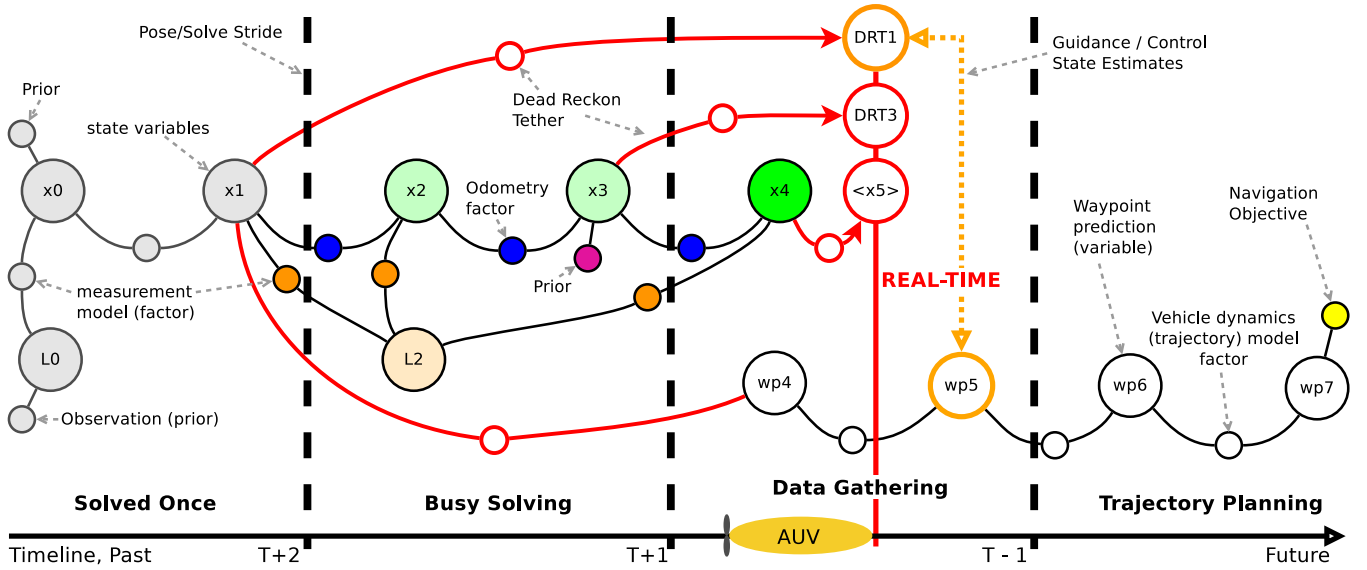 Pose/Solve Stride
DRT1
Guidance / Control
State Estimates
Prior
Dead Reckon
Tether
DRT3
state variables
x0
x1
x2
Odometry
factor
x3
x4
<x5>
Waypoint
prediction
(variable)
Navigation
Objective
measurement
model (factor)
Prior
REAL-TIME
Vehicle dynamics
(trajectory) model
factor
L0
L2
wp4
wp5
wp6
wp7
Observation (prior)
Solved Once
Busy Solving
Data Gathering
Trajectory Planning
AUV
Timeline, Past
T+2
T+1
T - 1
Future